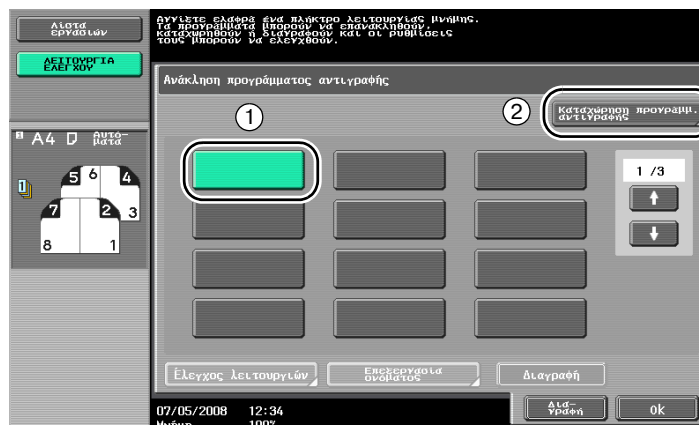 Λίστα
εργασιών
ΛΕΙΤΟΥΡΓΙΑ
ΕΛΕΓΧΟΥ
Αγγίξτε ελαφρά ένα πλήκτρο λειτουργίας μνήμης.
Τα προγράμματα μπορούν να επανακληθούν,
καταχωρηθούν ή διαγραφούν και οι ρυθμίσεις
τους μπορούν να ελεγχθούν.
Ανάκληση προγράμματος αντιγραφής
1
2
Καταχώρηση προγραμμ.
αντιγραφής
A4 Αυτό-
ματα
1
5 6 4
7 2 3
8 1
1 /3
Έλεγχος λειτουργιών
Επεξεργασία
ονόματος
Διαγραφή
07/05/2008 12:34
Μνήμη 100%
Δια-
γραφή
Ok